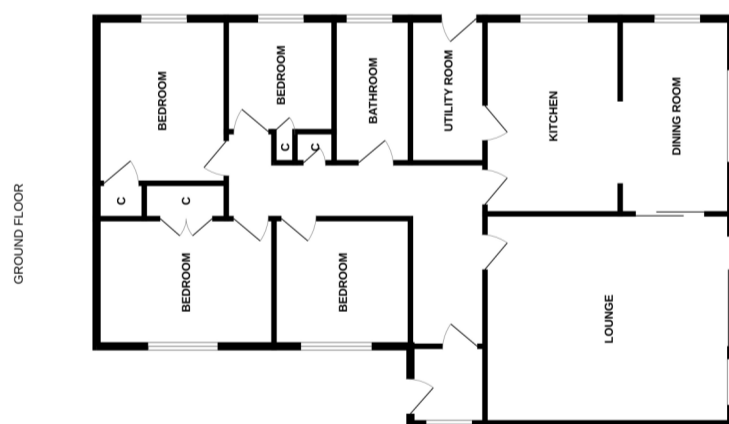 GROUND FLOOR
BEDROOM
BEDROOM
BATHROOM
UTILITY ROOM
KITCHEN
DINING ROOM
C
C
C
C
BEDROOM
BEDROOM
LOUNGE